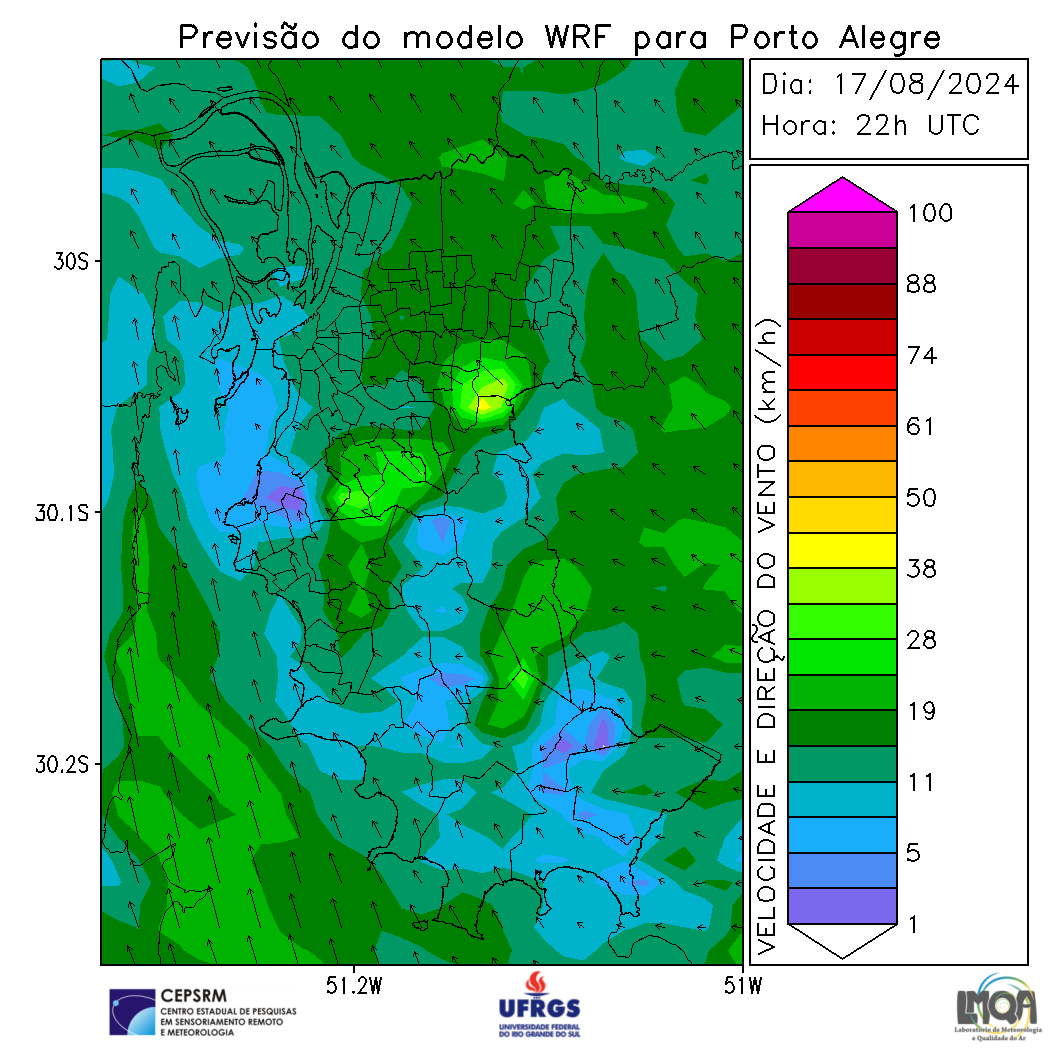 Previsão do modelo WRF para Porto Alegre
Dia: 17/08/2024
Hora: 22h UTC
30S
30.1S
30.2S
51.2W
51W
VELOCIDADE E DIREÇÃO DO VENTO (km/h)
100
88
74
61
50
38
28
19
11
5
1
CEPSRM
CENTRO ESTADUAL DE PESQUISAS
EM SENSORIAMENTO REMOTO
E METEOROLOGIA
UFRGS
UNIVERSIDADE FEDERAL
DO RIO GRANDE DO SUL
LMQA
Laboratório de Meteorologia
e Qualidade do Ar